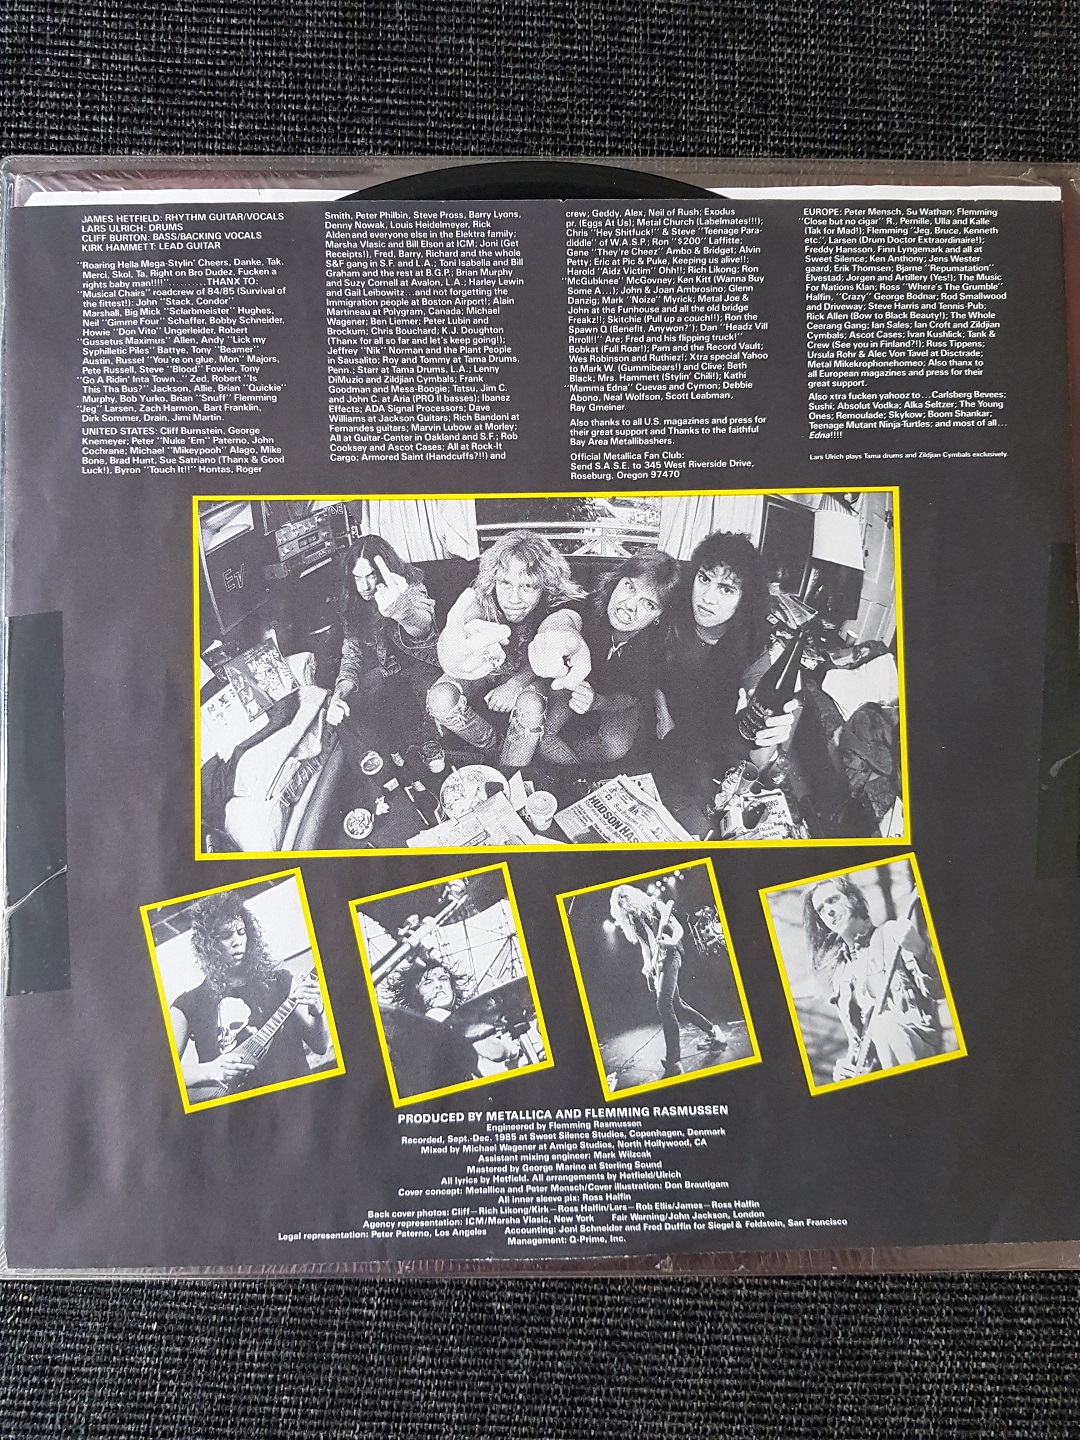 JAMES HETFIELD: RHYTHM GUITAR/VOCALS
LARS ULRICH: DRUMS
CLIFF BURTON: BASS/BACKING VOCALS
KIRK HAMMETT: LEAD GUITAR
"Roaring Hella Mega-Stylin' Cheers, Danke, Tak,
Merci, Skol, Ta, Right on Bro Dudez, Fucken a
rights baby man!!!!"..........THANX TO:
"Musical Chairs" roadcrew of 84/85 (Survival of
the fittest!); John "Stack, Condor"
Marshall, Big Mick "Sclarbmeister" Hughes,
Neil "Gimme Four" Schaffer, Bobby Schneider,
Howie "Don Vito" Ungerleider, Robert
"Gussetus Maximus" Allen, Andy "Lick my
Syphiletic Piles" Battye, Tony "Beamer"
Austin, Russel "You're on glue, Mon" Majors,
Pete Russell, Steve "Blood" Fowler, Tony
"Go A Ridin' Inta Town.." Zed, Robert "Is
This Tha Bus?" Jackson, Allie, Brian "Quickie"
Murphy, Bob Yurko, Brian "Snuff" Flemming
"Jeg" Larsen, Zach Harmon, Bart Franklin,
Dirk Sommer, Drain, Jimi Martin.
UNITED STATES: Cliff Burnstein, George
Knemeyer; Peter "Nuke 'Em" Paterno, John
Cochrane; Michael "Mikeypooh" Alago, Mike
Bone, Brad Hunt, Sue Satriano (Thanx & Good
Luck!), Byron "Touch It!!" Hontas, Roger
Smith, Peter Philbin, Steve Pross, Barry Lyons,
Denny Nowak, Louis Heidelmeyer, Rick
Alden and everyone else in the Elektra family;
Marsha Vlasic and Bill Elson at ICM; Joni (Get
Receipts!), Fred, Barry, Richard and the whole
S&F gang in S.F. and L.A.; Toni Isabella and Bill
Graham and the rest at B.G.P.; Brian Murphy
and Suzy Cornell at Avalon, L.A.; Harley Lewin
and Gail Leibowitz...and not forgetting the
Immigration people at Boston Airport!; Alain
Martineau at Polygram, Canada; Michael
Wagener; Ben Liemer; Peter Lubin and
Brockum; Chris Bouchard; K.J. Doughton
(Thanx for all so far and let's keep going!);
Jeffrey "Nik" Norman and the Plant People
in Sausalito; Roy and Tommy at Tama Drums,
Penn.; Starr at Tama Drums, L.A.; Lenny
DiMuzio and Zildjian Cymbals; Frank
Goodman and Mesa-Boogie; Tatsu, Jim C.
and John C. at Aria (PRO II basses); Ibanez
Effects; ADA Signal Processors; Dave
Williams at Jackson Guitars; Rich Bandoni at
Fernandes guitars; Marvin Lubow at Morley;
All at Guitar-Center in Oakland and S.F.; Rob
Cooksey and Ascot Cases; All at Rock-It
Cargo; Armored Saint (Handcuffs?!!) and
crew; Geddy, Alex, Neil of Rush; Exodus
pr. (Eggs At Us); Metal Church (Labelmates!!!);
Chris "Hey Shitfuck!" & Steve "Teenage Para-
diddle" of W.A.S.P.; Ron "$200" Laffitte;
Gene "They're Cheez" Ambo & Bridget; Alvin
Petty; Eric at Pic & Puke, Keeping us alive!!;
Harold "Aidz Victim" Ohh!!; Rich Likong; Ron
"McGubknee" McGovney; Ken Kitt (Wanna Buy
Some A...); John & Joan Ambrosino; Glenn
Danzig; Mark "Noize" Myrick; Metal Joe &
John at the Funhouse and all the old bridge
Freakz!!; Skitchie (Pull up a couch!!); Ron the
Spawn Q (Benefit, Anywon?'); Dan "Headz Vill
Rrroll!!" Are; Fred and his flipping truck!"
Bobkat (Full Roar!); Pam and the Record Vault;
Wes Robinson and Ruthiez!; Xtra special Yahoo
to Mark W. (Gummibears!) and Clive; Beth
Black; Mrs. Hammett (Stylin' Chili!); Kathi
"Mamma Edna" Cuevas and Cymon; Debbie
Abono, Neal Wolfson, Scott Leabman,
Ray Gmeiner.
Also thanks to all U.S. magazines and press for
their great support and Thanks to the faithful
Bay Area Metallibashers.
Official Metallica Fan Club:
Send S.A.S.E. to 345 West Riverside Drive,
Roseburg, Oregon 97470
EUROPE: Peter Mensch, Su Wathan; Flemming
"Close but no cigar" R., Pernille, Ulla and Kalle
(Tak for Mad!); Flemming "Jeg, Bruce, Kenneth
etc.", Larsen (Drum Doctor Extraordinaire!);
Freddy Hansson, Finn Lyngemark and all at
Sweet Silence; Ken Anthony; Jens Wester-
gaard; Erik Thomsen; Bjarne "Repumatation"
Elvestad; Jørgen and Artillery (Yes!!); The Music
For Nations Klan; Ross "Where's The Grumble"
Halfin, "Crazy" George Bodnar; Rod Smallwood
and Driveway; Steve Harris and Tennis-Pub;
Rick Allen (Bow to Black Beauty!); The Whole
Ceerang Gang; Ian Sales; Ian Croft and Zildjian
Cymbals; Ascot Cases; Ivan Kushlick; Tank &
Crew (See you in Finland?!); Russ Tippens;
Ursula Rohr & Alec Von Tavel at Disctrade;
Metal Mikekrophonehomeo; Also thanx to
all European magazines and press for their
great support.
Also xtra fucken yahooz to...Carlsberg Bevees;
Sushi; Absolut Vodka; Alka Seltzer; The Young
Ones; Remoulade; Skykow; Boom Shankar;
Teenage Mutant Ninja-Turtles; and most of all...
Edna!!!!
Lars Ulrich plays Tama drums and Zildjian Cymbals exclusively.
EV
HUDSON HA
PRODUCED BY METALLICA AND FLEMMING RASMUSSEN
Engineered by Flemming Rasmussen
Recorded, Sept.-Dec. 1985 at Sweet Silence Studios, Copenhagen, Denmark
Mixed by Michael Wagener at Amigo Studios, North Hollywood, CA
Assistant mixing engineer: Mark Wilzcak
Mastered by George Marino at Sterling Sound
All lyrics by Hetfield. All arrangements by Hetfield/Ulrich
Cover concept: Metallica and Peter Mensch/Cover illustration: Don Brautigam
All inner sleeve pix: Ross Halfin
Back cover photos: Cliff—Rich Likong/Kirk—Ross Halfin/Lars—Rob Ellis/James—Ross Halfin
Agency representation: ICM/Marsha Vlasic, New York Fair Warning/John Jackson, London
Legal representation: Peter Paterno, Los Angeles Accounting: Joni Schneider and Fred Duffin for Siegel & Feldstein, San Francisco
Management: Q-Prime, Inc.